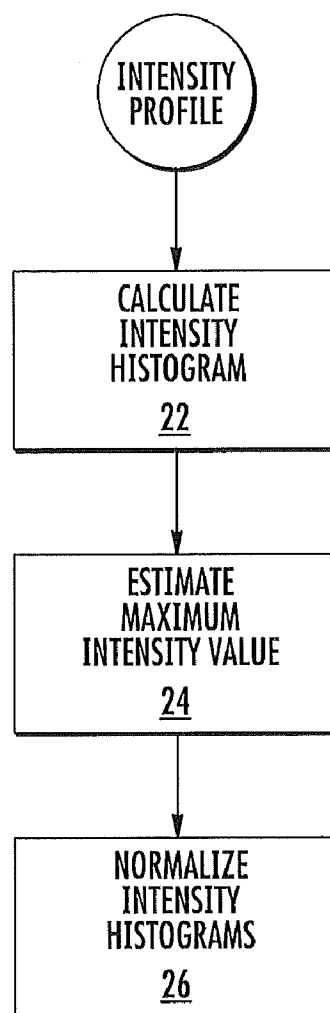 INTENSITY
PROFILE
CALCULATE
INTENSITY
HISTOGRAM
22
ESTIMATE
MAXIMUM
INTENSITY VALUE
24
NORMALIZE
INTENSITY
HISTOGRAMS
26